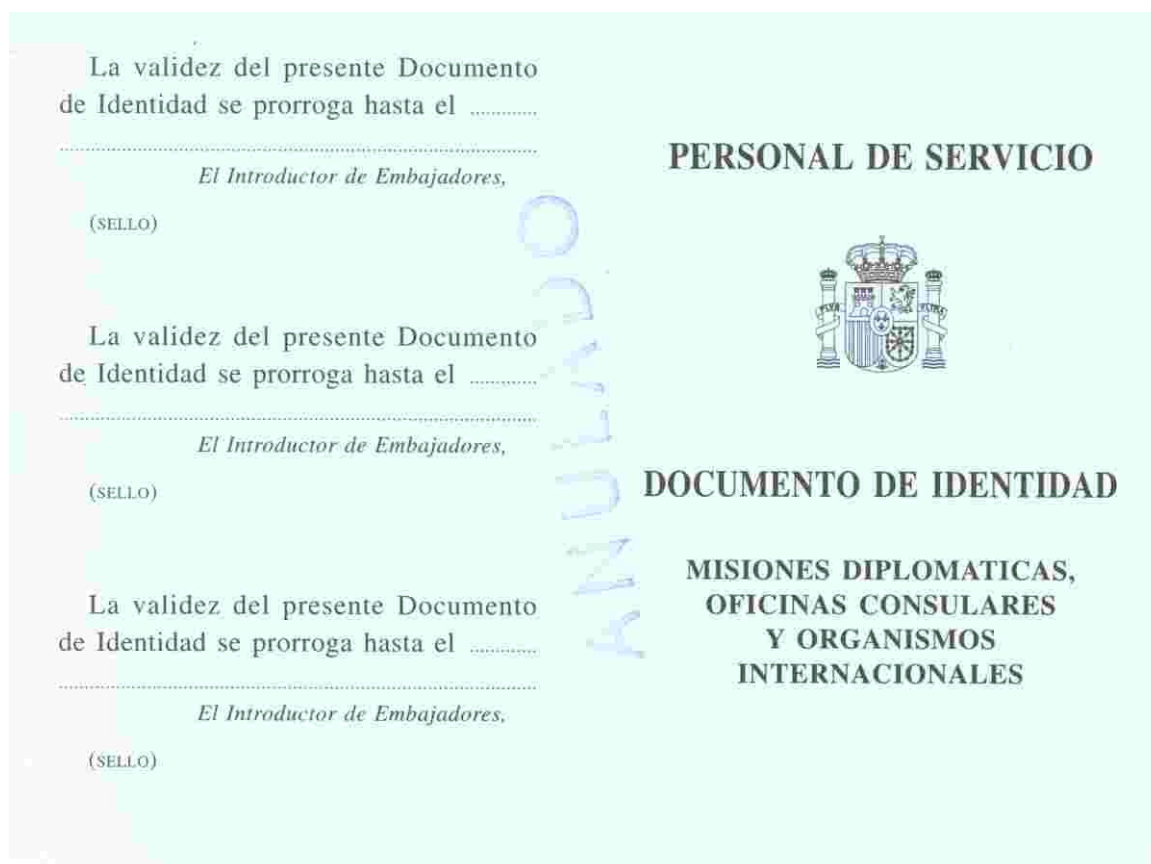 La validez del presente Documento
de Identidad se prorroga hasta el ............
................................................................
El Introductor de Embajadores,
(SELLO)
La validez del presente Documento
de Identidad se prorroga hasta el ............
................................................................
El Introductor de Embajadores,
(SELLO)
La validez del presente Documento
de Identidad se prorroga hasta el ............
................................................................
El Introductor de Embajadores,
(SELLO)
ANULADO
PERSONAL DE SERVICIO
DOCUMENTO DE IDENTIDAD
MISIONES DIPLOMATICAS,
OFICINAS CONSULARES
Y ORGANISMOS
INTERNACIONALES